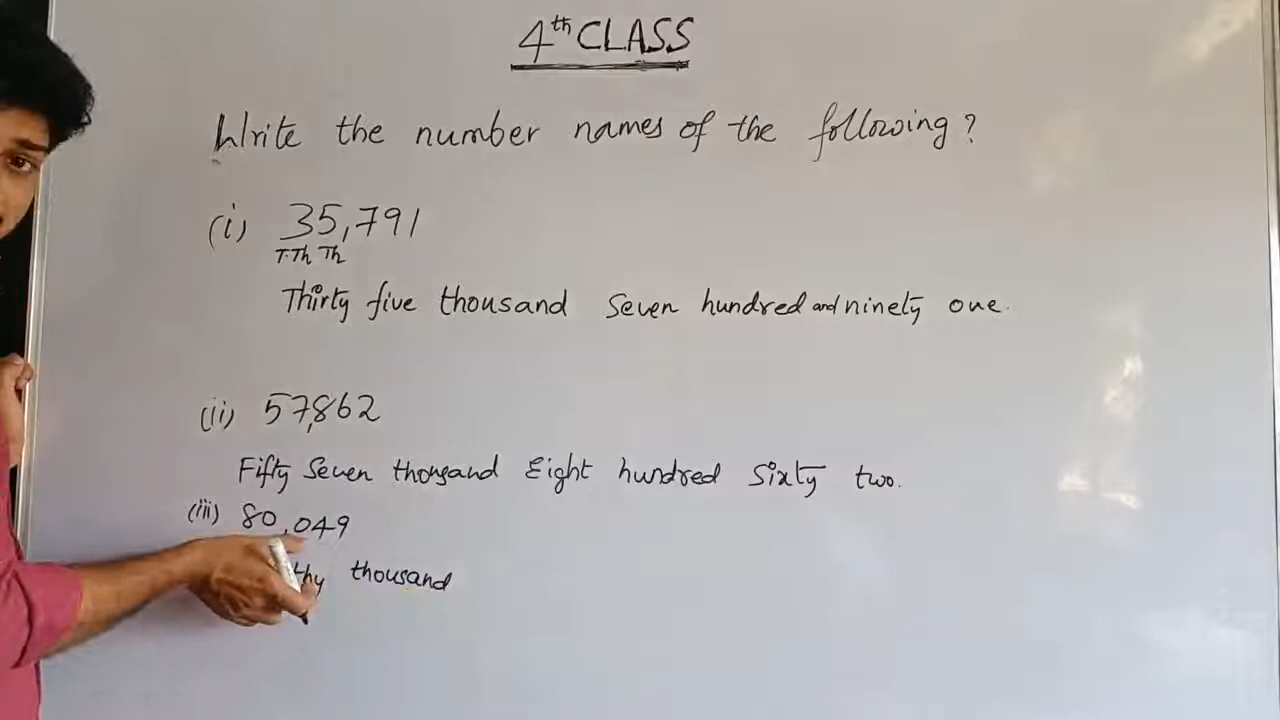 4th CLASS
Write the number names of the following?
(i) 35,791
T.Th Th
Thirty five thousand Seven hundred and ninety one.
(ii) 57,862
Fifty Seven thousand Eight hundred Sixty two.
(iii) 80,049
thousand